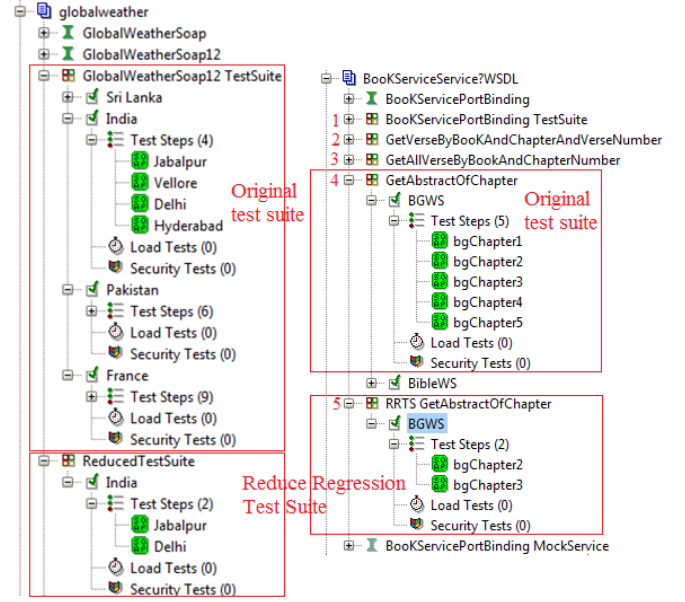 globalweather
GlobalWeatherSoap
GlobalWeatherSoap12
GlobalWeatherSoap12 TestSuite
Sri Lanka
India
Test Steps (4)
Jabalpur
Vellore
Delhi
Hyderabad
Load Tests (0)
Security Tests (0)
Pakistan
Test Steps (6)
Load Tests (0)
Security Tests (0)
France
Test Steps (9)
Load Tests (0)
Security Tests (0)
Original
test suite
ReducedTestSuite
India
Test Steps (2)
Jabalpur
Delhi
Load Tests (0)
Security Tests (0)
Reduce Regression
Test Suite
BooKServiceService?WSDL
BooKServicePortBinding
1 BooKServicePortBinding TestSuite
2 GetVerseByBooKAndChapterAndVerseNumber
3 GetAllVerseByBookAndChapterNumber
4 GetAbstractOfChapter
BGWS
Test Steps (5)
bgChapter1
bgChapter2
bgChapter3
bgChapter4
bgChapter5
Load Tests (0)
Security Tests (0)
Original
test suite
BibleWS
5 RRTS GetAbstractOfChapter
BGWS
Test Steps (2)
bgChapter2
bgChapter3
Load Tests (0)
Security Tests (0)
BooKServicePortBinding MockService